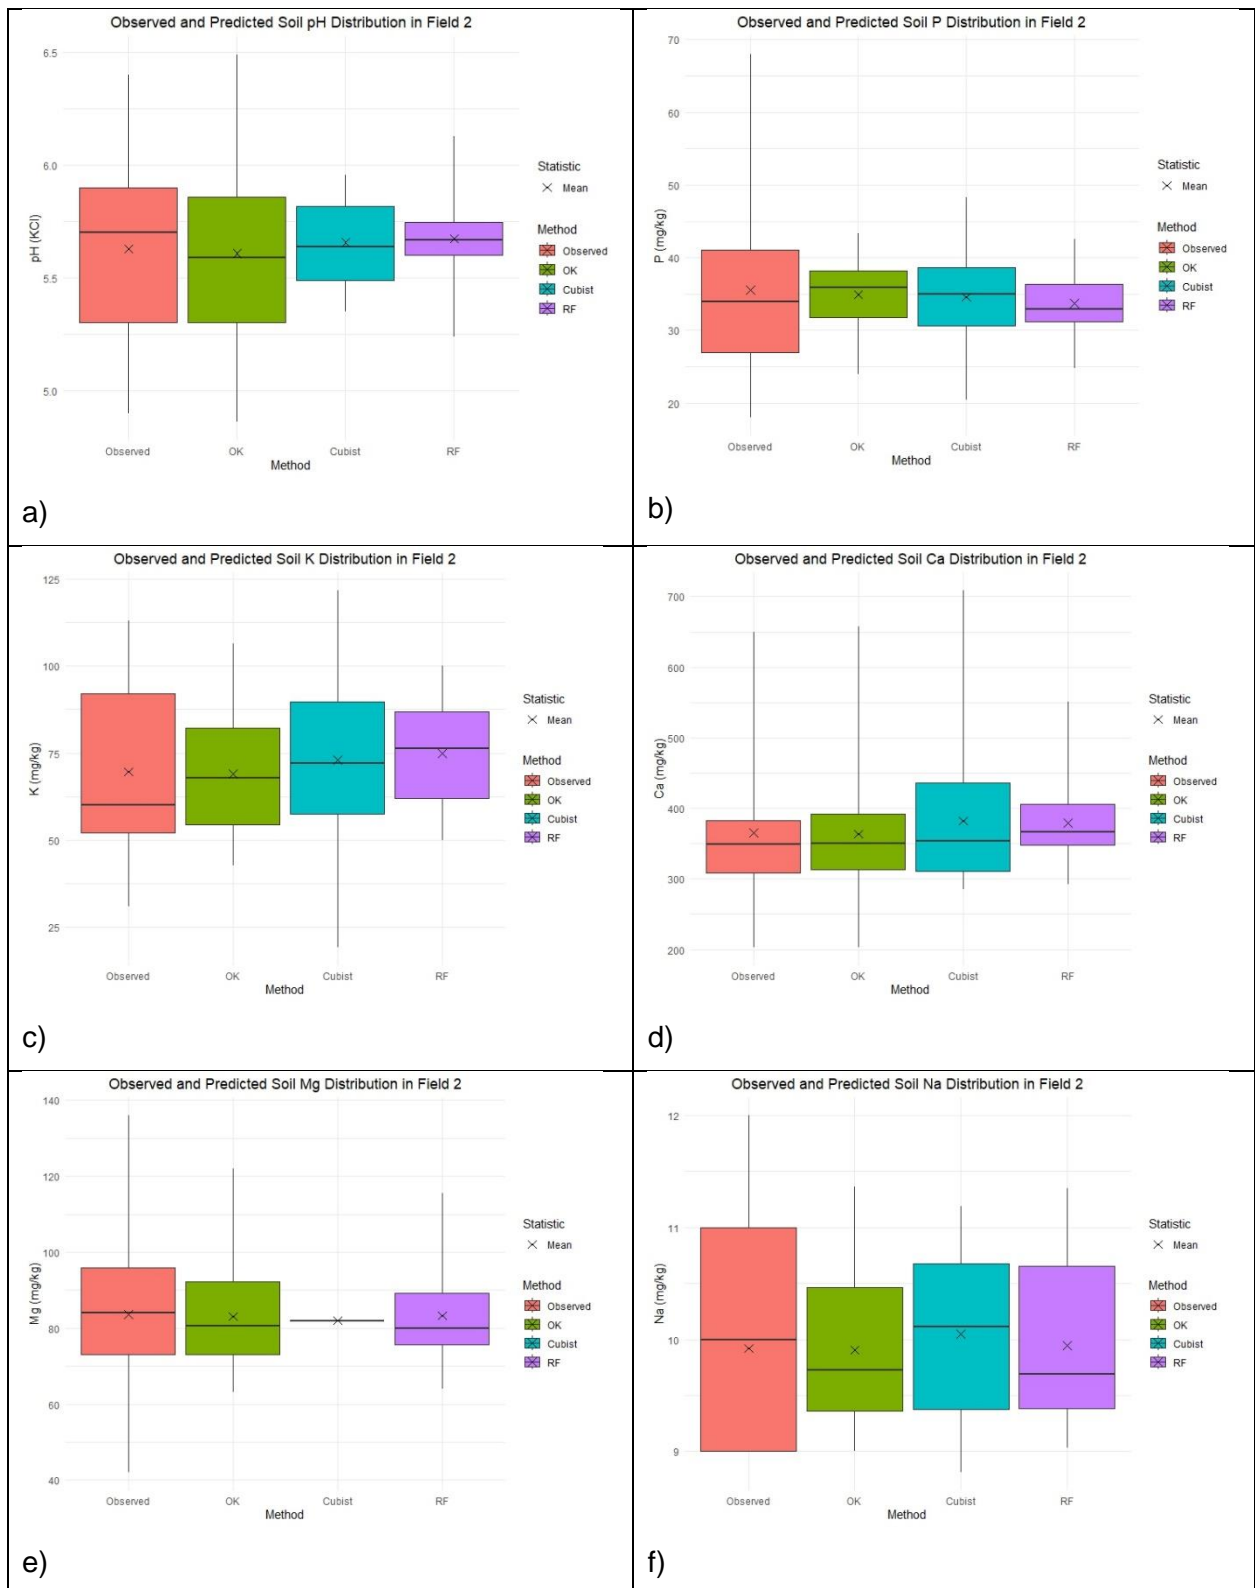 Observed and Predicted Soil pH Distribution in Field 2
6.5
6.0
5.5
5.0
pH (KCl)
Observed
OK
Cubist
RF
Method
Statistic
Mean
Method
Observed
OK
Cubist
RF
a)
Observed and Predicted Soil P Distribution in Field 2
70
60
50
40
30
20
P (mg/kg)
Observed
OK
Cubist
RF
Method
Statistic
Mean
Method
Observed
OK
Cubist
RF
b)
Observed and Predicted Soil K Distribution in Field 2
125
100
75
50
25
K (mg/kg)
Observed
OK
Cubist
RF
Method
Statistic
Mean
Method
Observed
OK
Cubist
RF
c)
Observed and Predicted Soil Ca Distribution in Field 2
700
600
500
400
300
200
Ca (mg/kg)
Observed
OK
Cubist
RF
Method
Statistic
Mean
Method
Observed
OK
Cubist
RF
d)
Observed and Predicted Soil Mg Distribution in Field 2
140
120
100
80
60
40
Mg (mg/kg)
Observed
OK
Cubist
RF
Method
Statistic
Mean
Method
Observed
OK
Cubist
RF
e)
Observed and Predicted Soil Na Distribution in Field 2
12
11
10
9
Na (mg/kg)
Observed
OK
Cubist
RF
Method
Statistic
Mean
Method
Observed
OK
Cubist
RF
f)